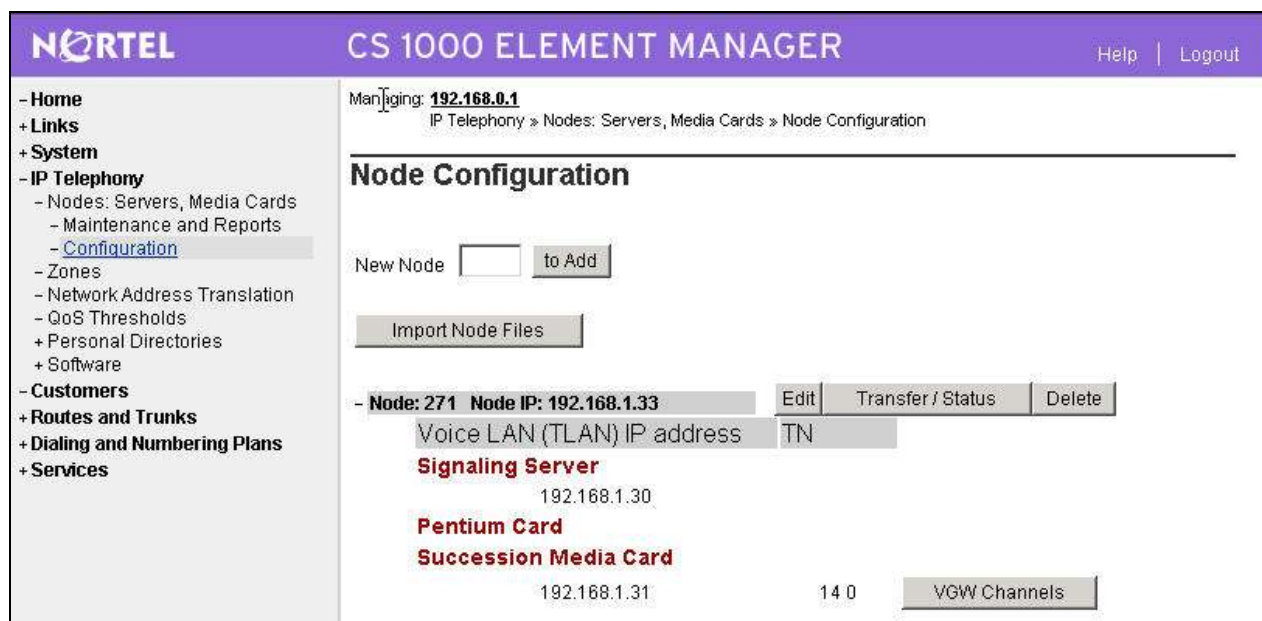 NORTEL
CS 1000 ELEMENT MANAGER
Help | Logout
– Home
+ Links
+ System
– IP Telephony
– Nodes: Servers, Media Cards
– Maintenance and Reports
– Configuration
– Zones
– Network Address Translation
– QoS Thresholds
+ Personal Directories
+ Software
– Customers
+ Routes and Trunks
+ Dialing and Numbering Plans
+ Services
Managing: 192.168.0.1
IP Telephony » Nodes: Servers, Media Cards » Node Configuration
Node Configuration
New Node to Add
Import Node Files
– Node: 271 Node IP: 192.168.1.33 Edit Transfer / Status Delete
Voice LAN (TLAN) IP address TN
Signaling Server
192.168.1.30
Pentium Card
Succession Media Card
192.168.1.31 14 0 VGW Channels